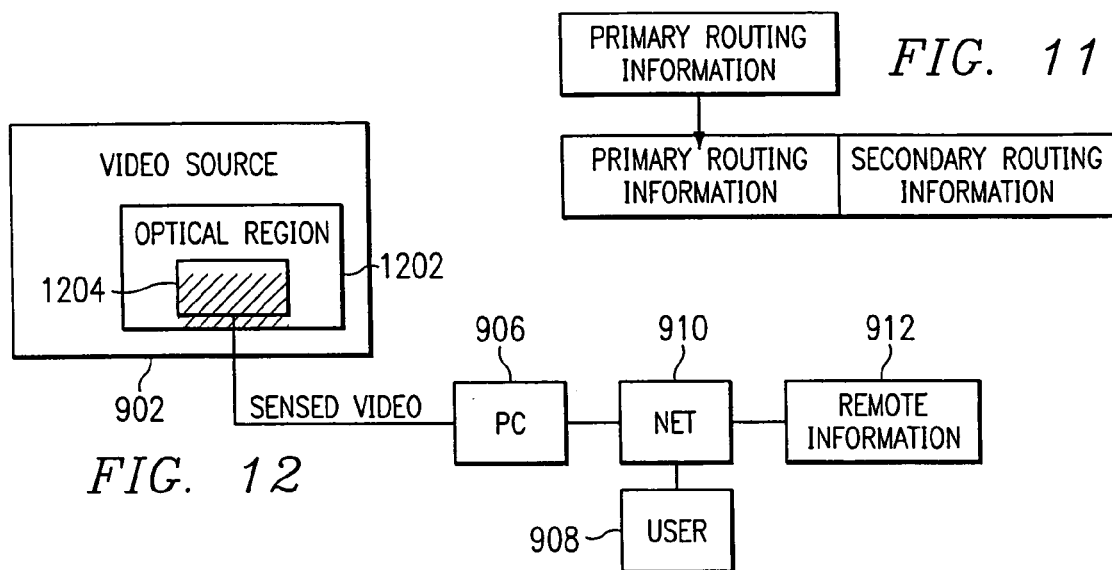 PRIMARY ROUTING
INFORMATION
FIG. 11
PRIMARY ROUTING
INFORMATION
SECONDARY ROUTING
INFORMATION
VIDEO SOURCE
OPTICAL REGION
1202
1204
902
SENSED VIDEO
906
PC
910
NET
912
REMOTE
INFORMATION
908
USER
FIG. 12